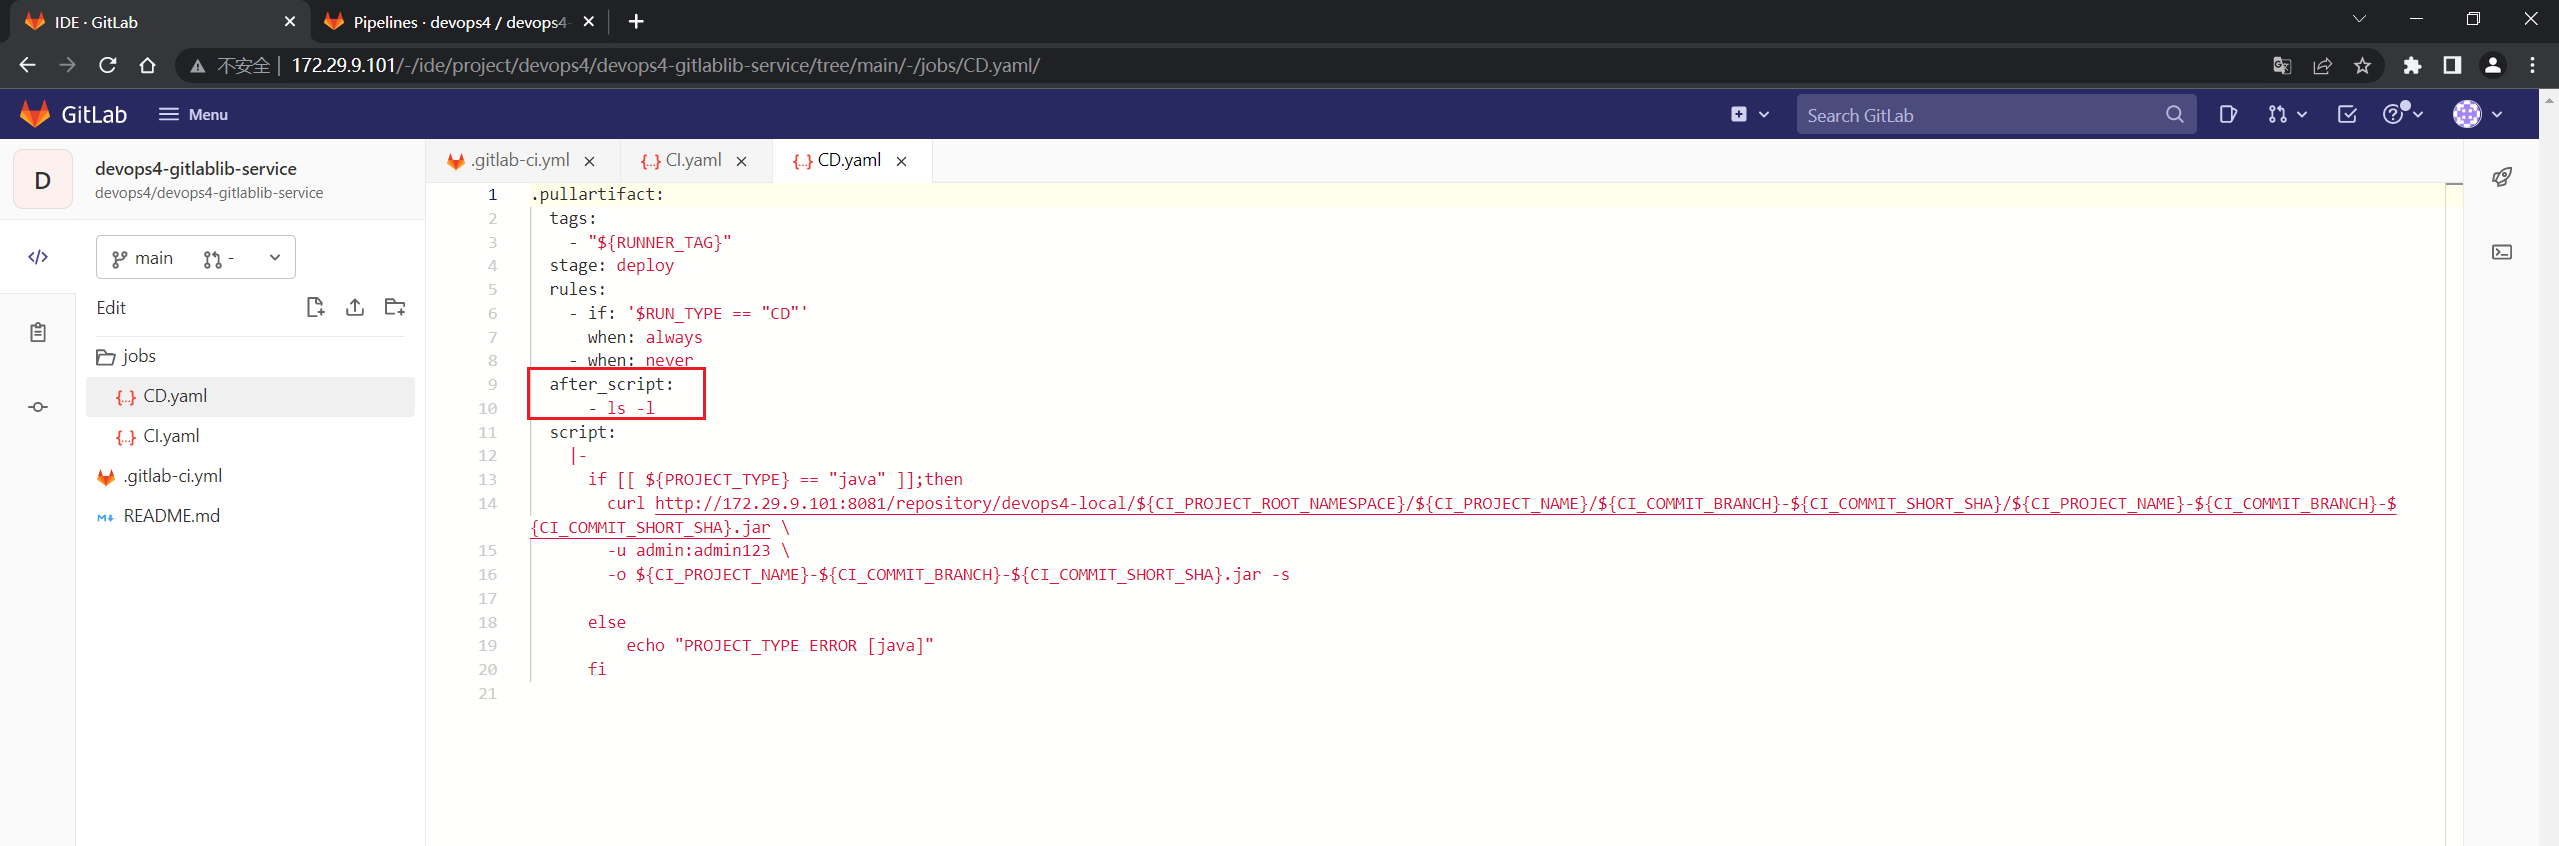 IDE · GitLab
Pipelines · devops4 / devops4-
不安全 | 172.29.9.101/-/ide/project/devops4/devops4-gitlablib-service/tree/main/-/jobs/CD.yaml/
GitLab
Menu
Search GitLab
D
devops4-gitlablib-service
devops4/devops4-gitlablib-service
main
-
Edit
jobs
CD.yaml
CI.yaml
.gitlab-ci.yml
README.md
.gitlab-ci.yml
CI.yaml
CD.yaml
1 .pullartifact:
2   tags:
3     - "${RUNNER_TAG}"
4   stage: deploy
5   rules:
6     - if: '$RUN_TYPE == "CD"'
7       when: always
8     - when: never
9   after_script:
10       - ls -l
11   script:
12     |-
13       if [[ ${PROJECT_TYPE} == "java" ]];then
14         curl http://172.29.9.101:8081/repository/devops4-local/${CI_PROJECT_ROOT_NAMESPACE}/${CI_PROJECT_NAME}/${CI_COMMIT_BRANCH}-${CI_COMMIT_SHORT_SHA}/${CI_PROJECT_NAME}-${CI_COMMIT_BRANCH}-$
{CI_COMMIT_SHORT_SHA}.jar \
15         -u admin:admin123 \
16         -o ${CI_PROJECT_NAME}-${CI_COMMIT_BRANCH}-${CI_COMMIT_SHORT_SHA}.jar -s
17
18       else
19           echo "PROJECT_TYPE ERROR [java]"
20       fi
21